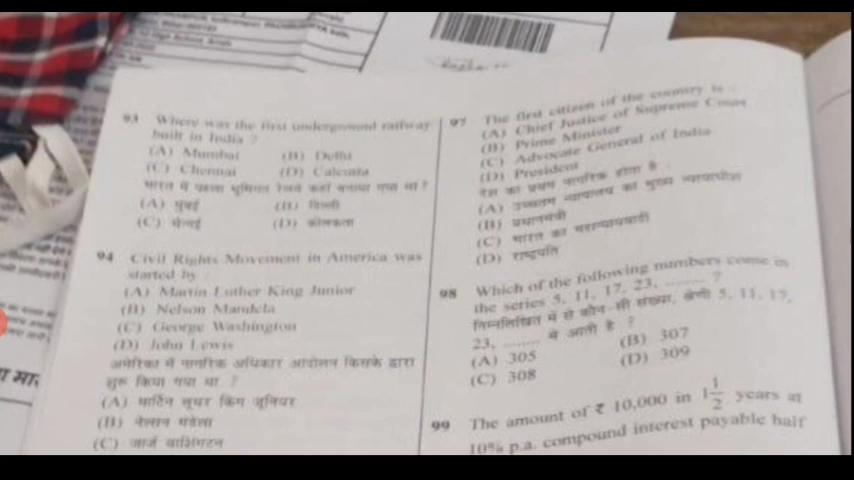 93 Where was the first underground railway
built in India ?
(A) Mumbai (B) Delhi
(C) Chennai (D) Calcutta
भारत में पहला भूमिगत रेलवे कहाँ बनाया गया था ?
(A) मुंबई (B) दिल्ली
(C) चेन्नई (D) कोलकता
94 Civil Rights Movement in America was
started by
(A) Martin Luther King Junior
(B) Nelson Mandela
(C) George Washington
(D) John Lewis
अमेरिका में नागरिक अधिकार आंदोलन किसके द्वारा
शुरू किया गया था ?
(A) मार्टिन लूथर किंग जूनियर
(B) नेल्सन मंडेला
(C) जार्ज वाशिंगटन
97 The first citizen of the country is :
(A) Chief Justice of Supreme Court
(B) Prime Minister
(C) Advocate General of India
(D) President
देश का प्रथम नागरिक होता है :
(A) उच्चतम न्यायालय का मुख्य न्यायाधीश
(B) प्रधानमंत्री
(C) भारत का महान्यायवादी
(D) राष्ट्रपति
98 Which of the following numbers come in
the series 5, 11, 17, 23, ........ ?
निम्नलिखित में से कौन-सी संख्या, श्रेणी 5, 11, 17,
23, ........ में आती है ?
(A) 305 (B) 307
(C) 308 (D) 309
99 The amount of ₹ 10,000 in 1 1/2 years at
10% p.a. compound interest payable half